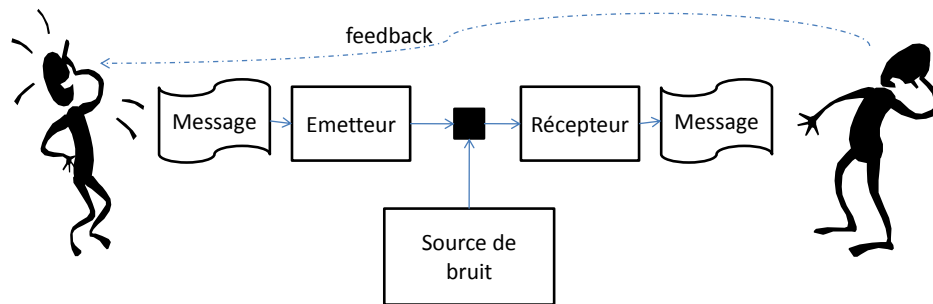 feedback
Message
Emetteur
Récepteur
Message
Source de
bruit